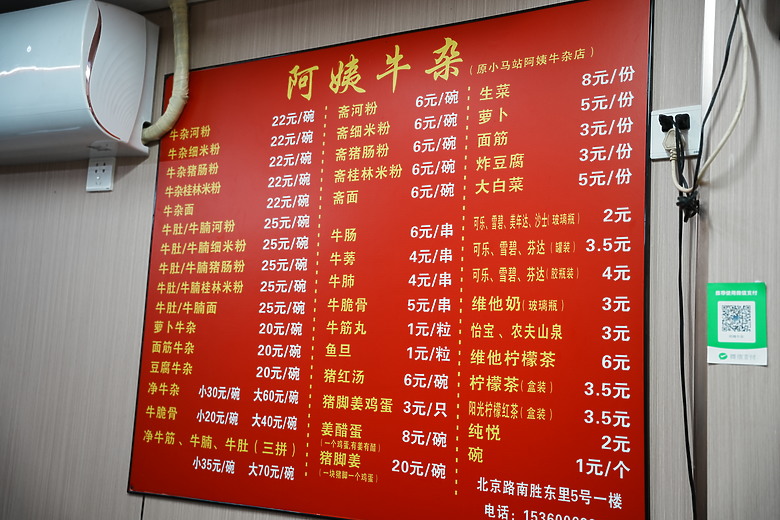 阿姨牛杂(原小马站阿姨牛杂店)
牛杂河粉 22元/碗
牛杂细米粉 22元/碗
牛杂猪肠粉 22元/碗
牛杂桂林米粉 22元/碗
牛杂面 22元/碗
牛肚/牛腩河粉 25元/碗
牛肚/牛腩细米粉 25元/碗
牛肚/牛腩猪肠粉 25元/碗
牛肚/牛腩桂林米粉 25元/碗
牛肚/牛腩面 25元/碗
萝卜牛杂 20元/碗
面筋牛杂 20元/碗
豆腐牛杂 20元/碗
净牛杂 小30元/碗 大60元/碗
牛脆骨 小20元/碗 大40元/碗
净牛筋、牛腩、牛肚(三拼)
小35元/碗 大70元/碗
斋河粉 6元/碗
斋细米粉 6元/碗
斋猪肠粉 6元/碗
斋桂林米粉 6元/碗
斋面 6元/碗
牛肠 6元/串
牛蒡 4元/串
牛肺 4元/串
牛脆骨 5元/串
牛筋丸 1元/粒
鱼旦 1元/粒
猪红汤 6元/碗
猪脚姜鸡蛋 3元/只
姜醋蛋 8元/碗
(一个鸡蛋,有姜有醋)
猪脚姜 20元/碗
(一块猪脚一个鸡蛋)
生菜 8元/份
萝卜 5元/份
面筋 3元/份
炸豆腐 3元/份
大白菜 5元/份
可乐、雪碧、美年达、沙士(玻璃瓶) 2元
可乐、雪碧、芬达(罐装) 3.5元
可乐、雪碧、芬达(胶瓶装) 4元
维他奶(玻璃瓶) 3元
怡宝、农夫山泉 3元
维他柠檬茶 6元
柠檬茶(盒装) 3.5元
阳光柠檬红茶(盒装) 3.5元
纯悦 2元
碗 1元/个
北京路南胜东里5号一楼
推荐使用微信支付
微信支付